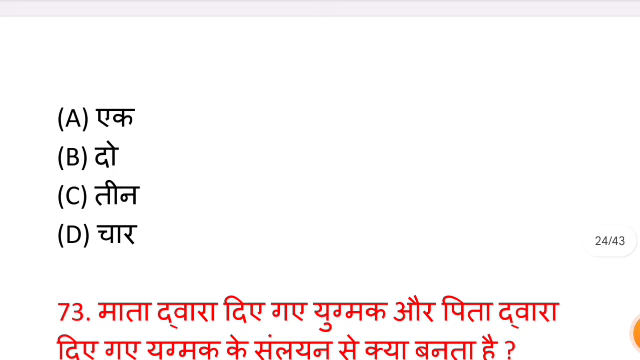 (A) एक
(B) दो
(C) तीन
(D) चार
24/43
73. माता द्वारा दिए गए युग्मक और पिता द्वारा
दिए गए युग्मक के संलयन से क्या बनता है ?